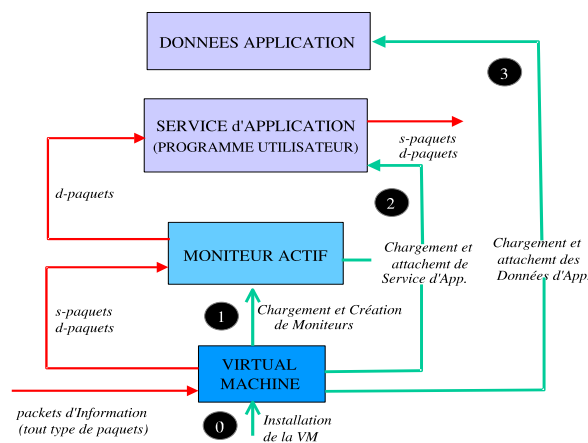 DONNEES APPLICATION
3
SERVICE d'APPLICATION
(PROGRAMME UTILISATEUR)
s-paquets
d-paquets
d-paquets
2
MONITEUR ACTIF
Chargement et
attachemt de
Service d'App.
Chargement et
attachemt des
Données d'App.
s-paquets
d-paquets
1
Chargement et Création
de Moniteurs
VIRTUAL
MACHINE
packets d'Information
(tout type de paquets)
0
Installation
de la VM